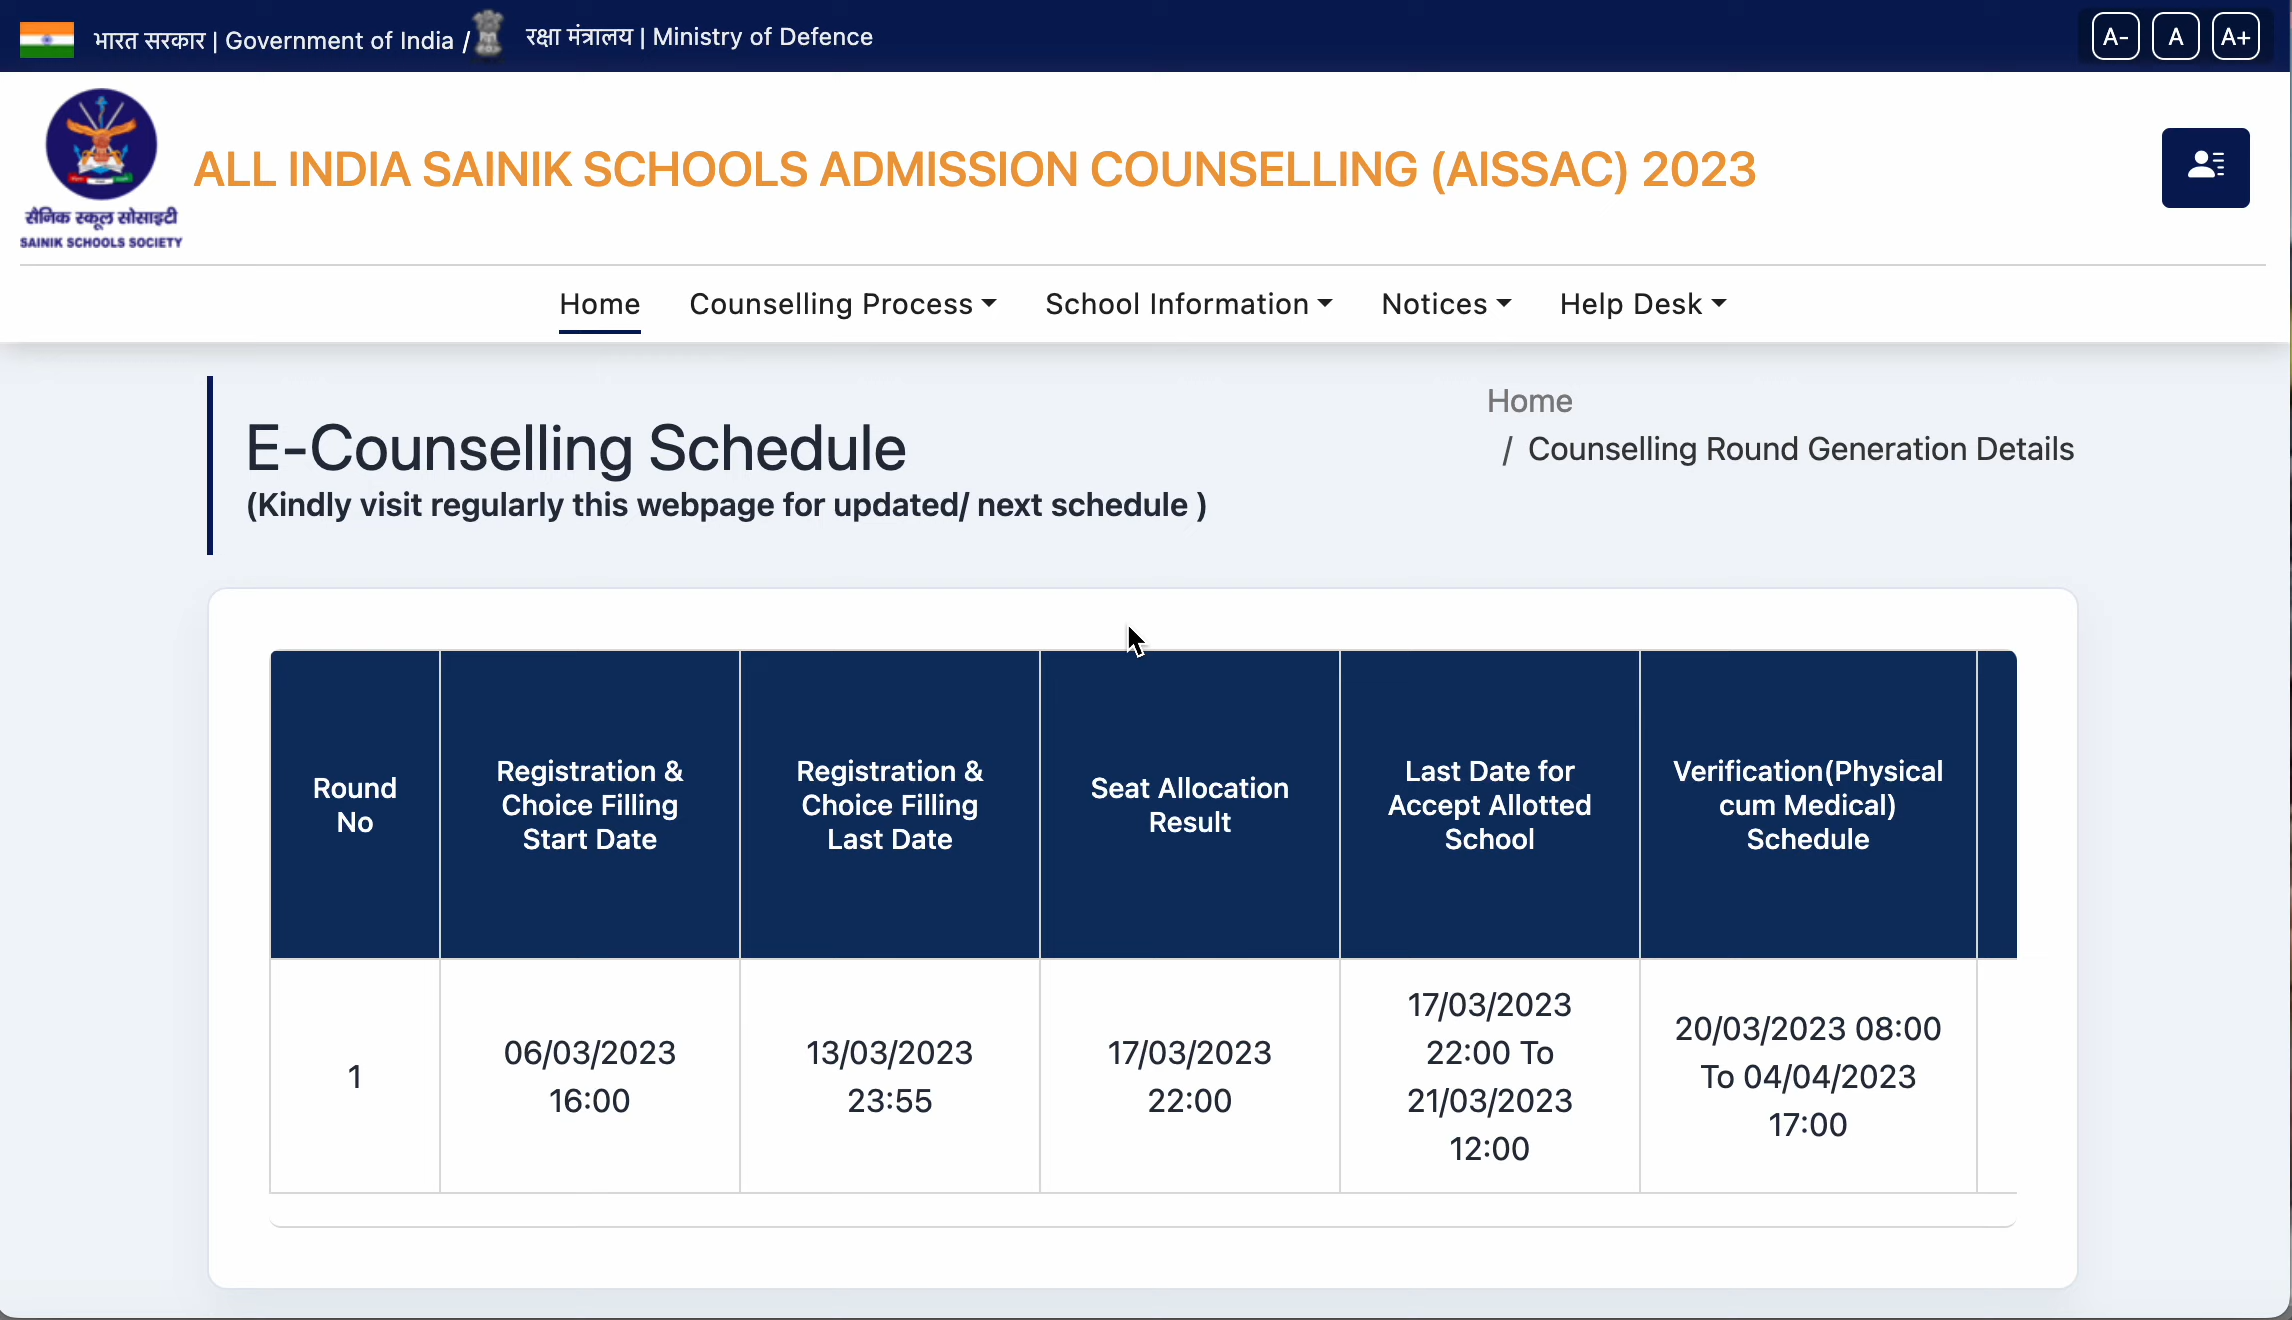 भारत सरकार | Government of India / रक्षा मंत्रालय | Ministry of Defence
A- A A+
सैनिक स्कूल सोसाइटी
SAINIK SCHOOLS SOCIETY
ALL INDIA SAINIK SCHOOLS ADMISSION COUNSELLING (AISSAC) 2023
Home Counselling Process School Information Notices Help Desk
E-Counselling Schedule
(Kindly visit regularly this webpage for updated/ next schedule )
Home
/ Counselling Round Generation Details
Round
No
Registration &
Choice Filling
Start Date
Registration &
Choice Filling
Last Date
Seat Allocation
Result
Last Date for
Accept Allotted
School
Verification(Physical
cum Medical)
Schedule
1
06/03/2023
16:00
13/03/2023
23:55
17/03/2023
22:00
17/03/2023
22:00 To
21/03/2023
12:00
20/03/2023 08:00
To 04/04/2023
17:00